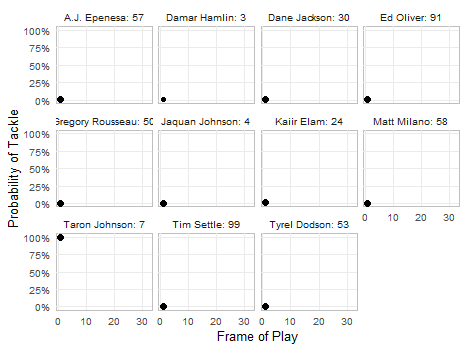 A.J. Epenesa: 57 Damar Hamlin: 3 Dane Jackson: 30 Ed Oliver: 91
100%
75%
50%
25%
0%
Gregory Rousseau: 50 Jaquan Johnson: 4 Kaiir Elam: 24 Matt Milano: 58
100%
75%
50%
25%
0%
0 10 20 30
Taron Johnson: 7 Tim Settle: 99 Tyrel Dodson: 53
100%
75%
50%
25%
0%
0 10 20 30 0 10 20 30 0 10 20 30
Frame of Play
Probability of Tackle